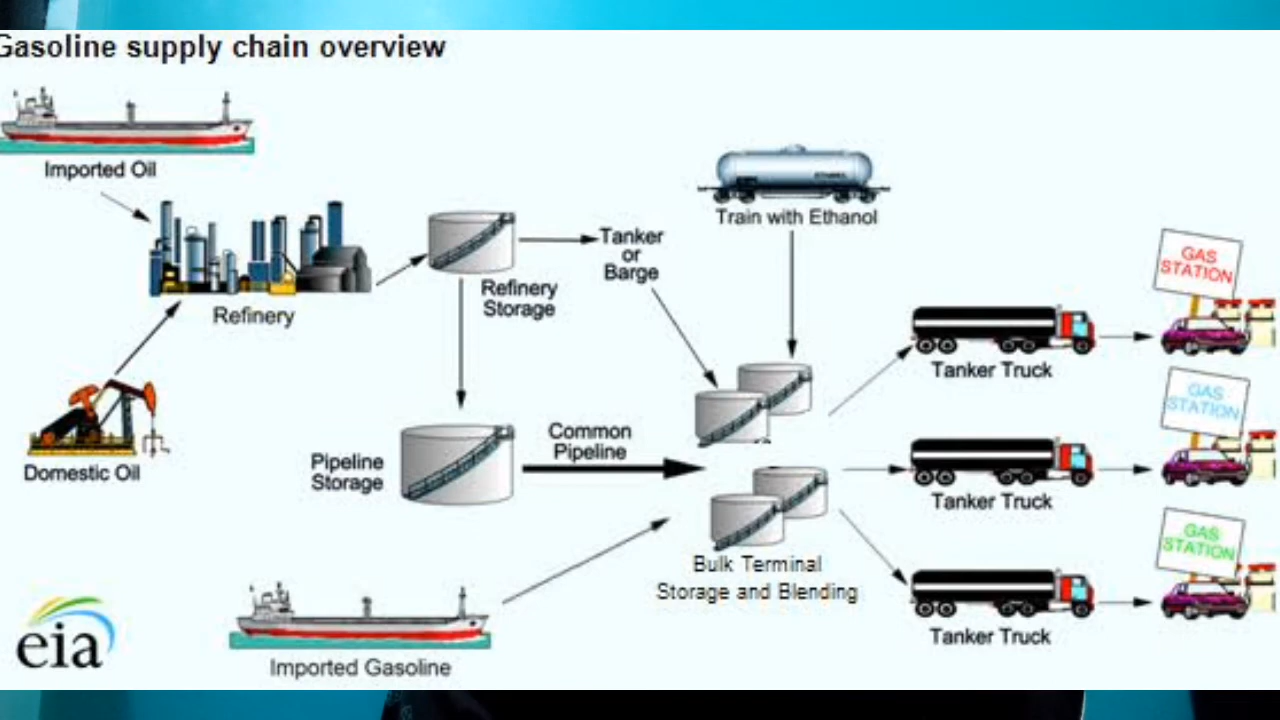 Gasoline supply chain overview
Imported Oil
Train with Ethanol
Tanker
or
Barge
GAS
STATION
Refinery
Storage
Refinery
Tanker Truck
GAS
STATION
Common
Pipeline
Pipeline
Storage
Domestic Oil
Tanker Truck
GAS
STATION
Bulk Terminal
Storage and Blending
Tanker Truck
eia
Imported Gasoline